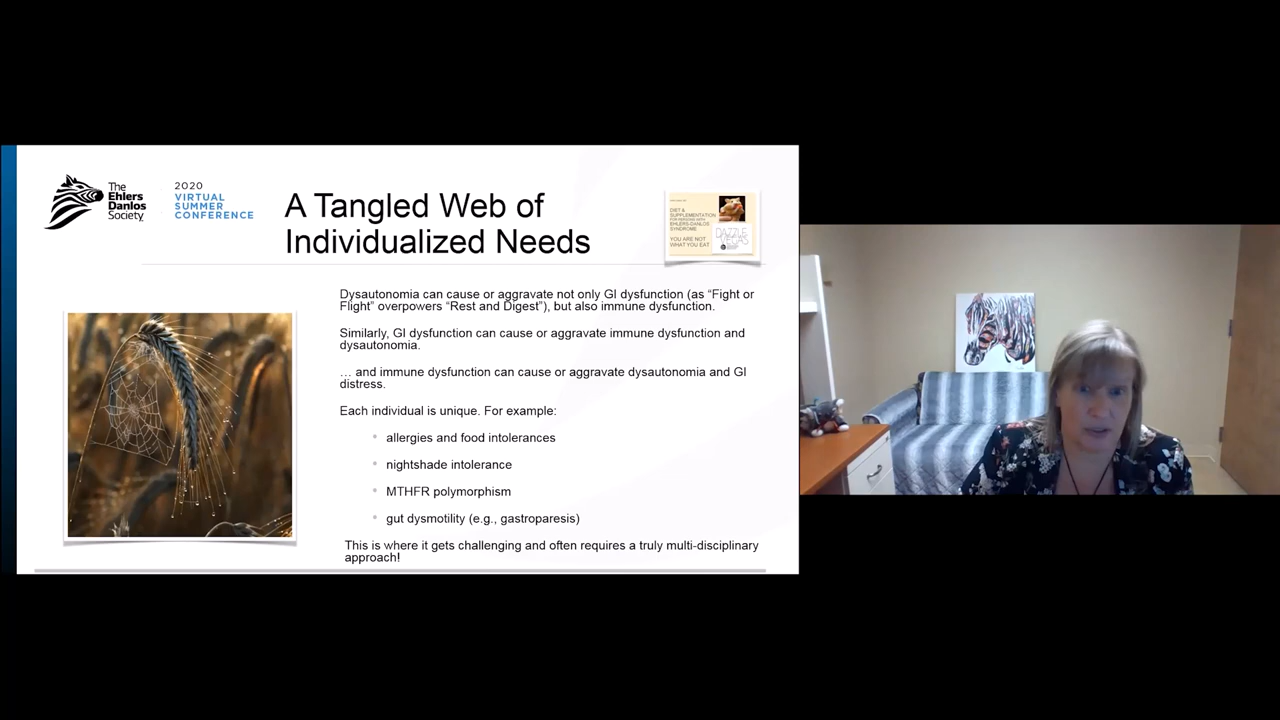 The
Ehlers
Danlos
Society
2020
VIRTUAL
SUMMER
CONFERENCE
A Tangled Web of
Individualized Needs
DIET &
SUPPLEMENTATION
FOR PERSONS WITH
EHLERS-DANLOS
SYNDROME
YOU ARE NOT
WHAT YOU EAT
DAZZLE
VEGAS
Dysautonomia can cause or aggravate not only GI dysfunction (as “Fight or
Flight” overpowers “Rest and Digest”), but also immune dysfunction.
Similarly, GI dysfunction can cause or aggravate immune dysfunction and
dysautonomia.
… and immune dysfunction can cause or aggravate dysautonomia and GI
distress.
Each individual is unique. For example:
• allergies and food intolerances
• nightshade intolerance
• MTHFR polymorphism
• gut dysmotility (e.g., gastroparesis)
This is where it gets challenging and often requires a truly multi-disciplinary
approach!